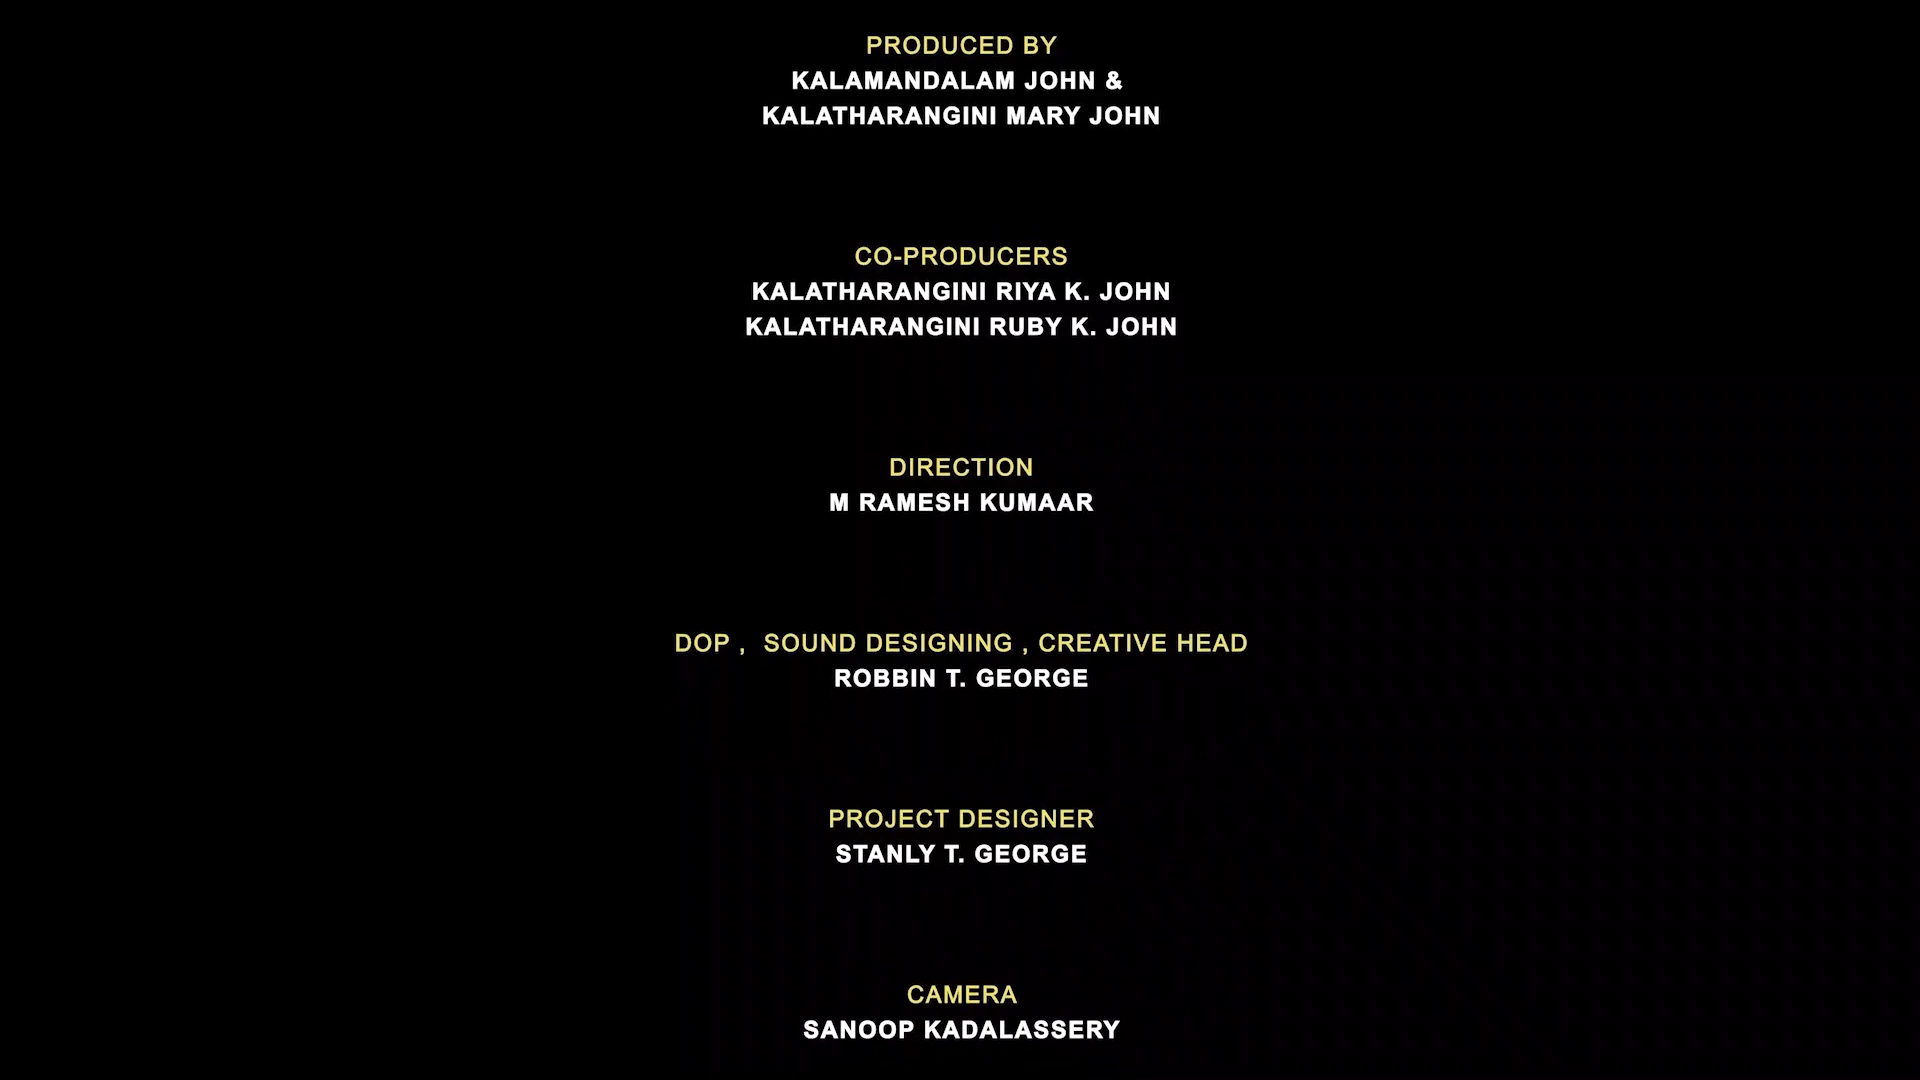 PRODUCED BY
KALAMANDALAM JOHN &
KALATHARANGINI MARY JOHN
CO-PRODUCERS
KALATHARANGINI RIYA K. JOHN
KALATHARANGINI RUBY K. JOHN
DIRECTION
M RAMESH KUMAAR
DOP , SOUND DESIGNING , CREATIVE HEAD
ROBBIN T. GEORGE
PROJECT DESIGNER
STANLY T. GEORGE
CAMERA
SANOOP KADALASSERY